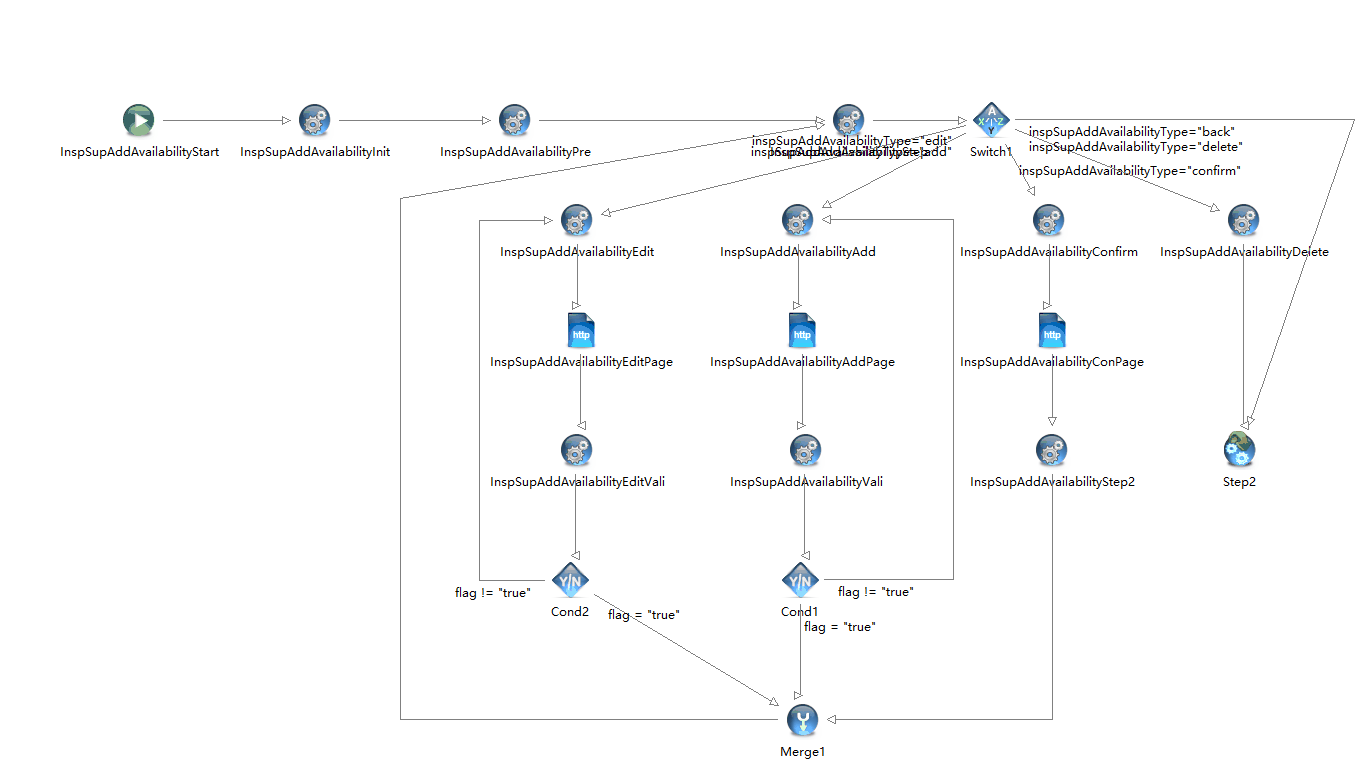 InspSupAddAvailabilityStart
InspSupAddAvailabilityInit
InspSupAddAvailabilityPre
inspSupAddAvailabilityType="edit"
inspSupAddAvailabilityType="add"
Switch1
inspSupAddAvailabilityType="back"
inspSupAddAvailabilityType="delete"
inspSupAddAvailabilityType="confirm"
InspSupAddAvailabilityEdit
InspSupAddAvailabilityAdd
InspSupAddAvailabilityConfirm
InspSupAddAvailabilityDelete
http
http
http
InspSupAddAvailabilityEditPage
InspSupAddAvailabilityAddPage
InspSupAddAvailabilityConPage
InspSupAddAvailabilityEditVali
InspSupAddAvailabilityVali
InspSupAddAvailabilityStep2
Step2
Y/N
Y/N
flag != "true"
Cond2
flag = "true"
Cond1
flag != "true"
flag = "true"
Merge1